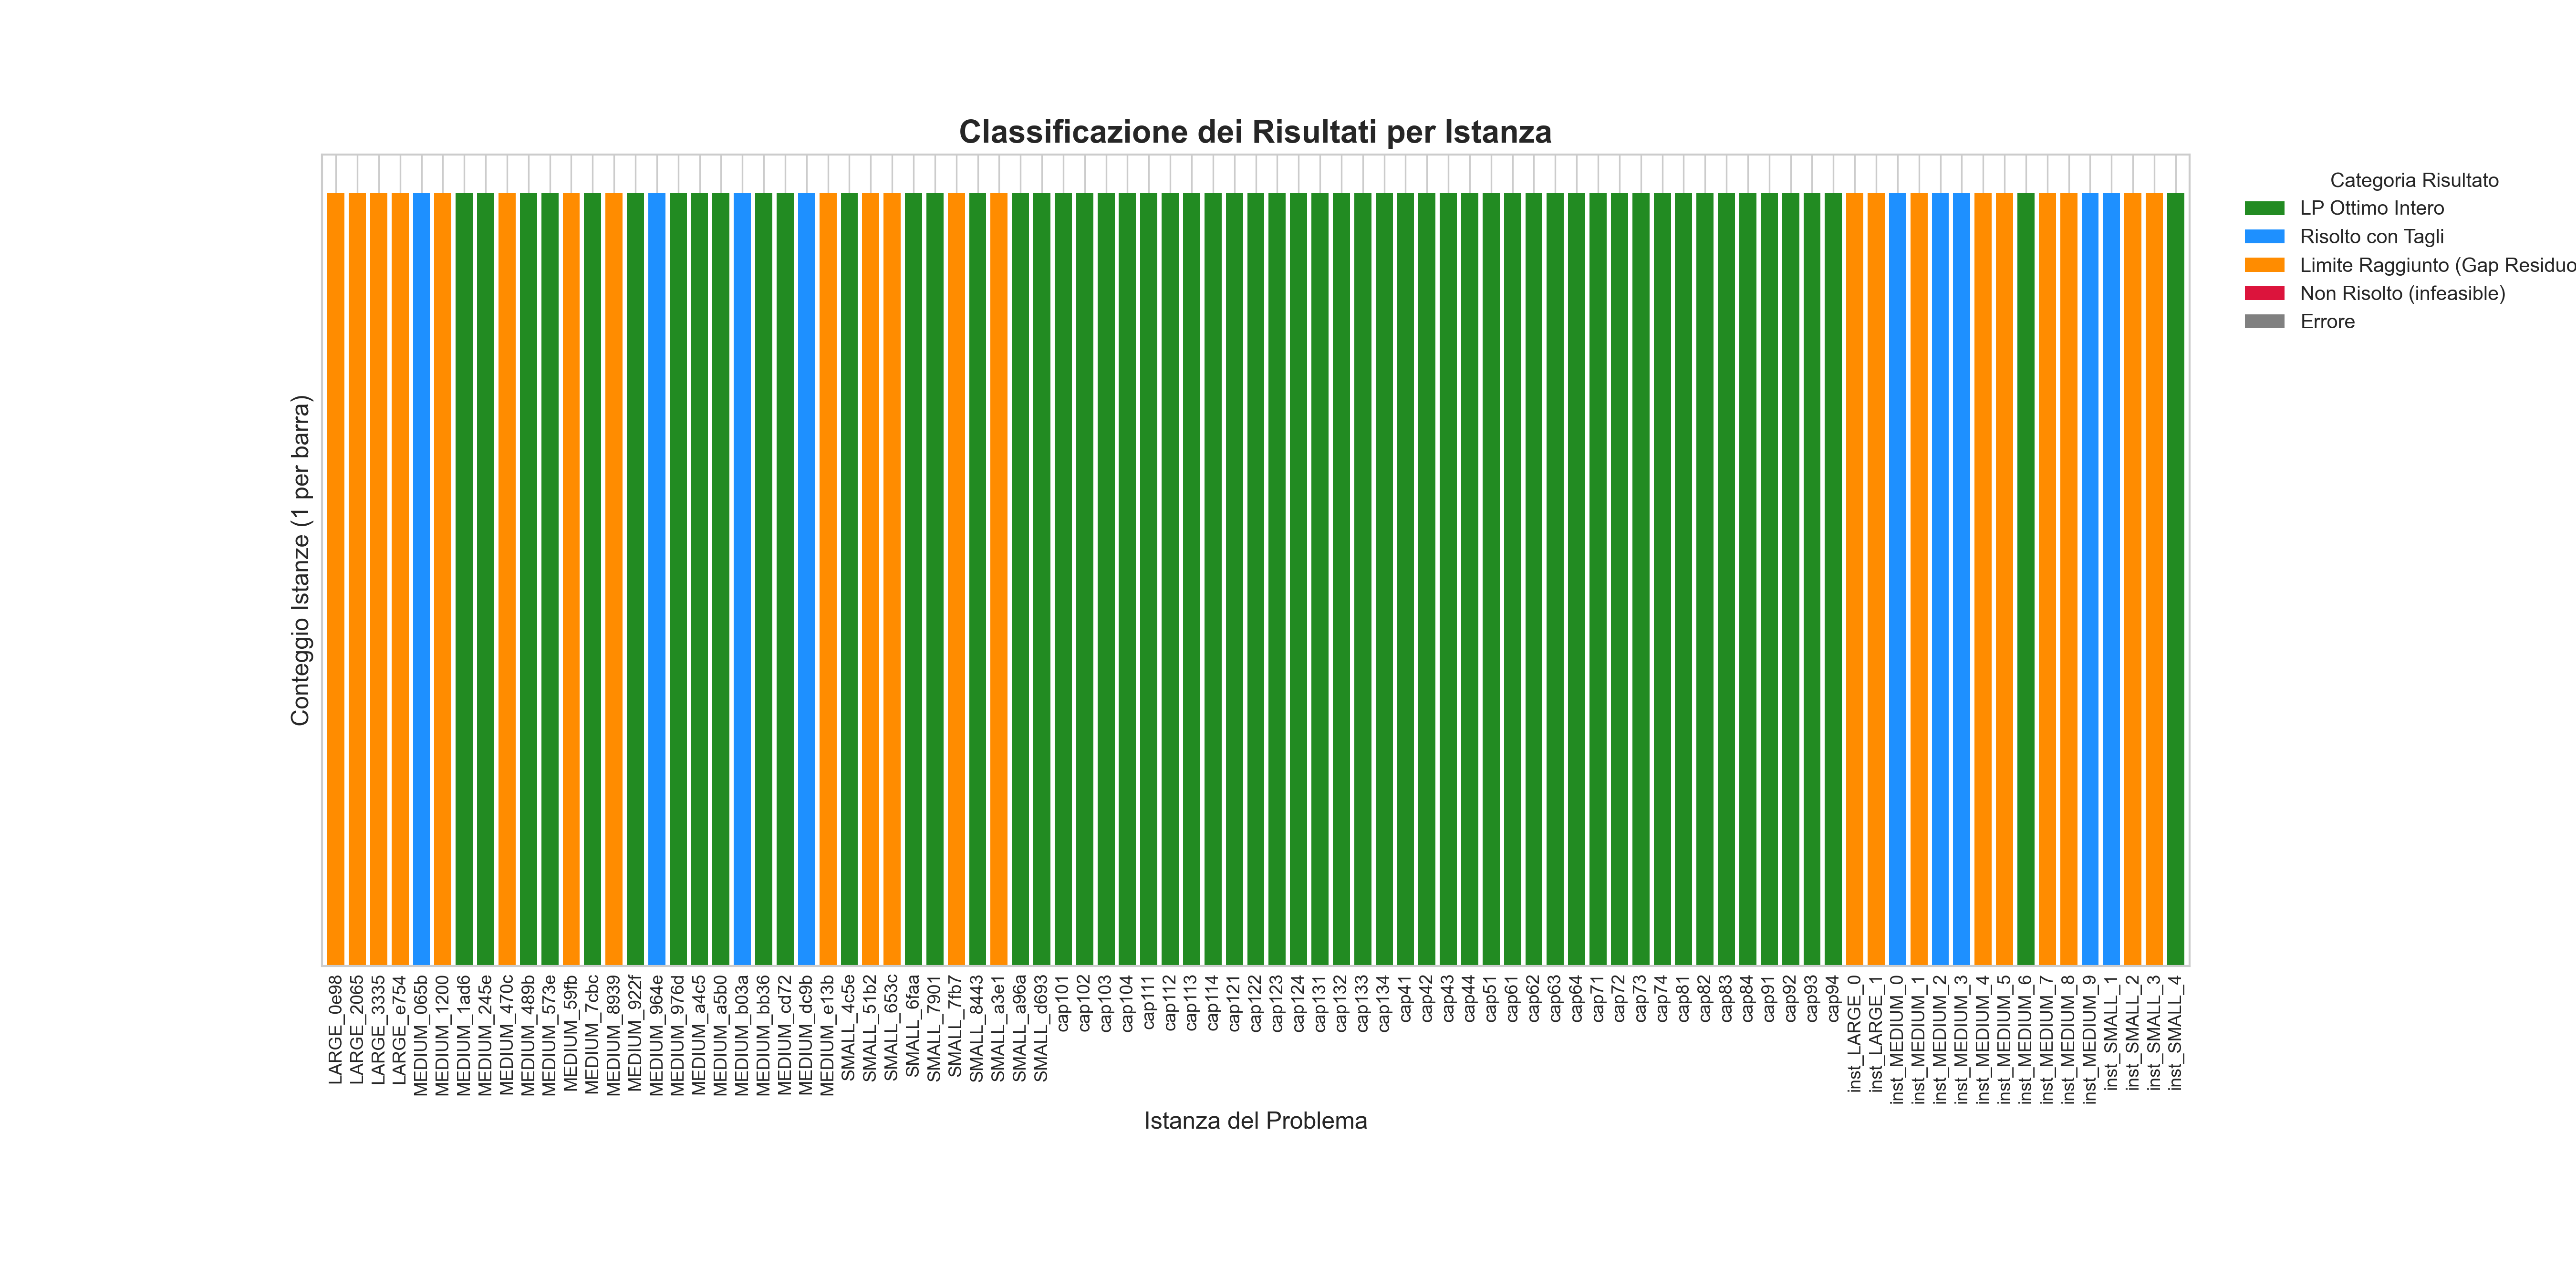 Classificazione dei Risultati per Istanza
Categoria Risultato
LP Ottimo Intero
Risolto con Tagli
Limite Raggiunto (Gap Residuo
Non Risolto (infeasible)
Errore
Conteggio Istanze (1 per barra)
LARGE_0e98
LARGE_2065
LARGE_3335
LARGE_e754
MEDIUM_065b
MEDIUM_1200
MEDIUM_1ad6
MEDIUM_245e
MEDIUM_470c
MEDIUM_489b
MEDIUM_573e
MEDIUM_59fb
MEDIUM_7cbc
MEDIUM_8939
MEDIUM_922f
MEDIUM_964e
MEDIUM_976d
MEDIUM_a4c5
MEDIUM_a5b0
MEDIUM_b03a
MEDIUM_bb36
MEDIUM_cd72
MEDIUM_dc9b
MEDIUM_e13b
SMALL_4c5e
SMALL_51b2
SMALL_653c
SMALL_6faa
SMALL_7901
SMALL_7fb7
SMALL_8443
SMALL_a3e1
SMALL_a96a
SMALL_d693
cap101
cap102
cap103
cap104
cap111
cap112
cap113
cap114
cap121
cap122
cap123
cap124
cap131
cap132
cap133
cap134
cap41
cap42
cap43
cap44
cap51
cap61
cap62
cap63
cap64
cap71
cap72
cap73
cap74
cap81
cap82
cap83
cap84
cap91
cap92
cap93
cap94
inst_LARGE_0
inst_LARGE_1
inst_MEDIUM_0
inst_MEDIUM_1
inst_MEDIUM_2
inst_MEDIUM_3
inst_MEDIUM_4
inst_MEDIUM_5
inst_MEDIUM_6
inst_MEDIUM_7
inst_MEDIUM_8
inst_MEDIUM_9
inst_SMALL_1
inst_SMALL_2
inst_SMALL_3
inst_SMALL_4
Istanza del Problema